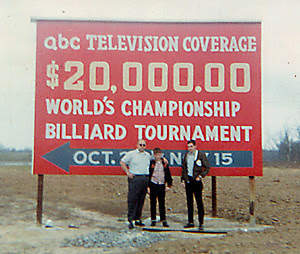 abc TELEVISION COVERAGE
$20,000.00
WORLD'S CHAMPIONSHIP
BILLIARD TOURNAMENT
OCT. 15